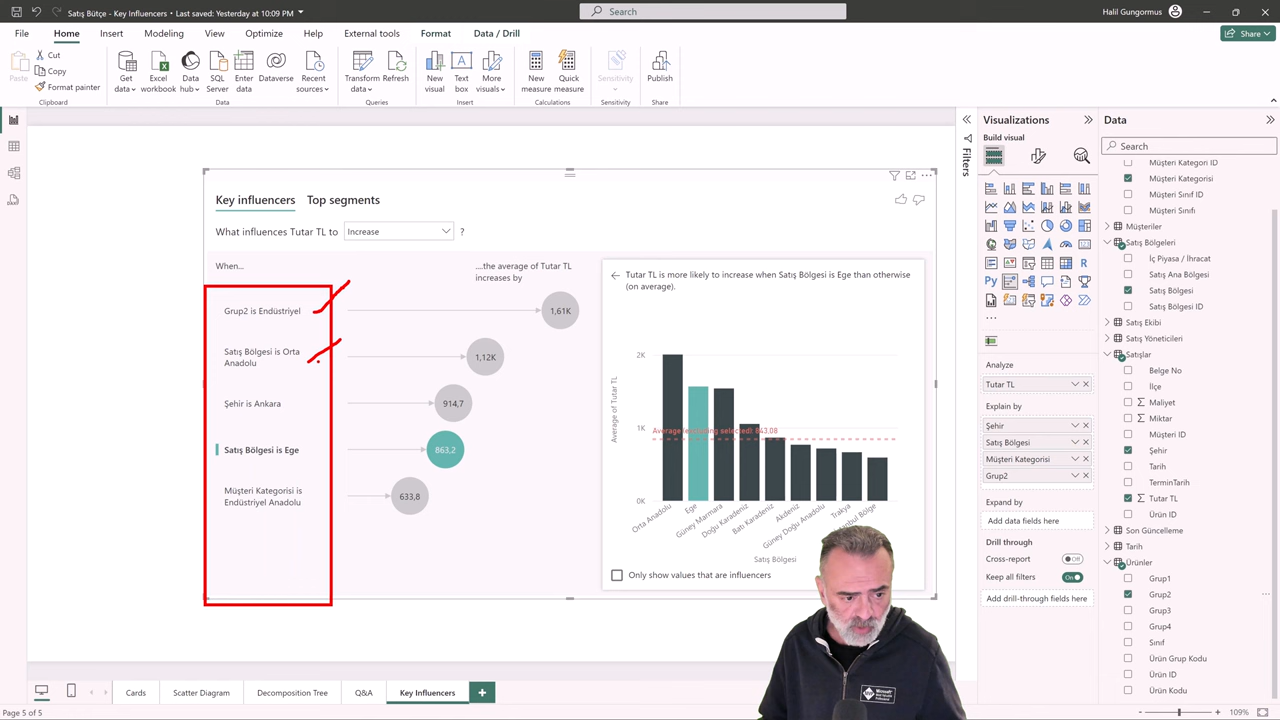 Satış Bütçe - Key Influencers • Last saved: Yesterday at 10:09 PM
Search
Halil Gungormus
File Home Insert Modeling View Optimize Help External tools Format Data / Drill
Share
Paste
Cut
Copy
Format painter
Get data
Excel workbook
Data hub
SQL Server
Enter data
Dataverse
Recent sources
Transform data
Refresh
New visual
Text box
More visuals
New measure
Quick measure
Sensitivity
Publish
Clipboard
Data
Queries
Insert
Calculations
Sensitivity
Share
Key influencers Top segments
What influences Tutar TL to Increase ?
When...
....the average of Tutar TL
increases by
Grup2 is Endüstriyel
1,61K
Satış Bölgesi is Orta
Anadolu
1,12K
Şehir is Ankara
914,7
Satış Bölgesi is Ege
863,2
Müşteri Kategorisi is
Endüstriyel Anadolu
633,8
Tutar TL is more likely to increase when Satış Bölgesi is Ege than otherwise
(on average).
2K
1K
0K
Average of Tutar TL
Average (excluding selected): 843.08
Orta Anadolu
Ege
Güney Marmara
Doğu Karadeniz
Batı Karadeniz
Akdeniz
Güney Doğu Anadolu
Trakya
Bölge
Satış Bölgesi
Only show values that are influencers
Filters
Visualizations
Build visual
R
Py
Analyze
Tutar TL
Explain by
Şehir
Satış Bölgesi
Müşteri Kategorisi
Grup2
Expand by
Add data fields here
Drill through
Cross-report
Off
Keep all filters
On
Add drill-through fields here
Data
Search
Müşteri Kategori ID
Müşteri Kategorisi
Müşteri Sınıf ID
Müşteri Sınıfı
Müşteriler
Satış Bölgeleri
İç Piyasa / İhracat
Satış Ana Bölgesi
Satış Bölgesi
Satış Bölgesi ID
Satış Ekibi
Satış Yöneticileri
Satışlar
Belge No
İlçe
Maliyet
Miktar
Müşteri ID
Şehir
Tarih
TerminTarih
Tutar TL
Ürün ID
Son Güncelleme
Tarih
Ürünler
Grup1
Grup2
Grup3
Grup4
Sınıf
Ürün Grup Kodu
Ürün ID
Ürün Kodu
Cards
Scatter Diagram
Decomposition Tree
Q&A
Key Influencers
Page 5 of 5
109%